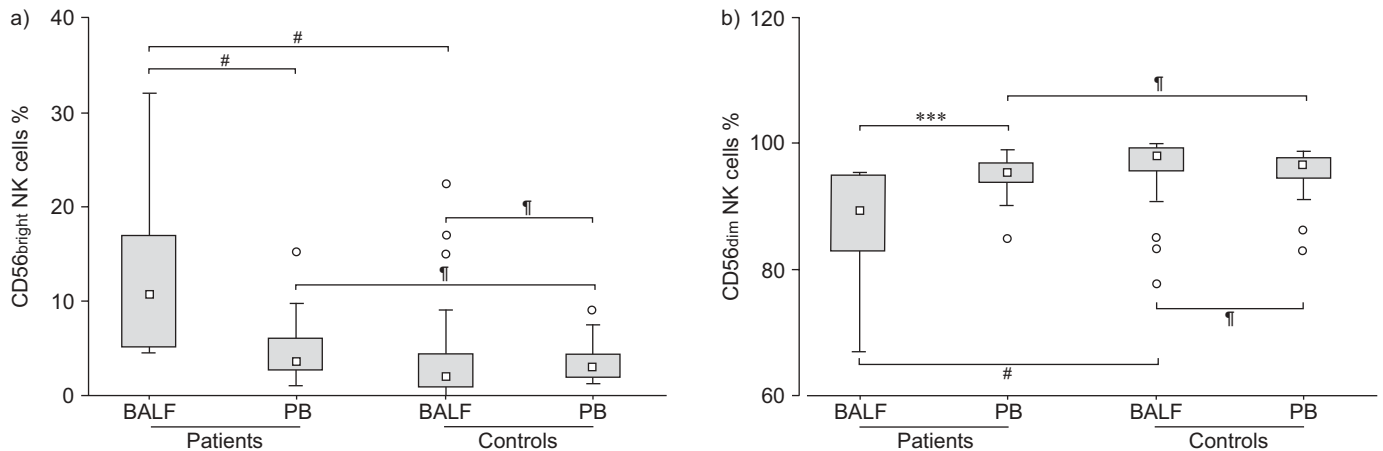 a)
CD56bright NK cells %
40
30
20
10
0
#
#
¶
¶
BALF PB BALF PB
Patients Controls
b)
CD56dim NK cells %
120
100
80
60
¶
***
¶
#
BALF PB BALF PB
Patients Controls